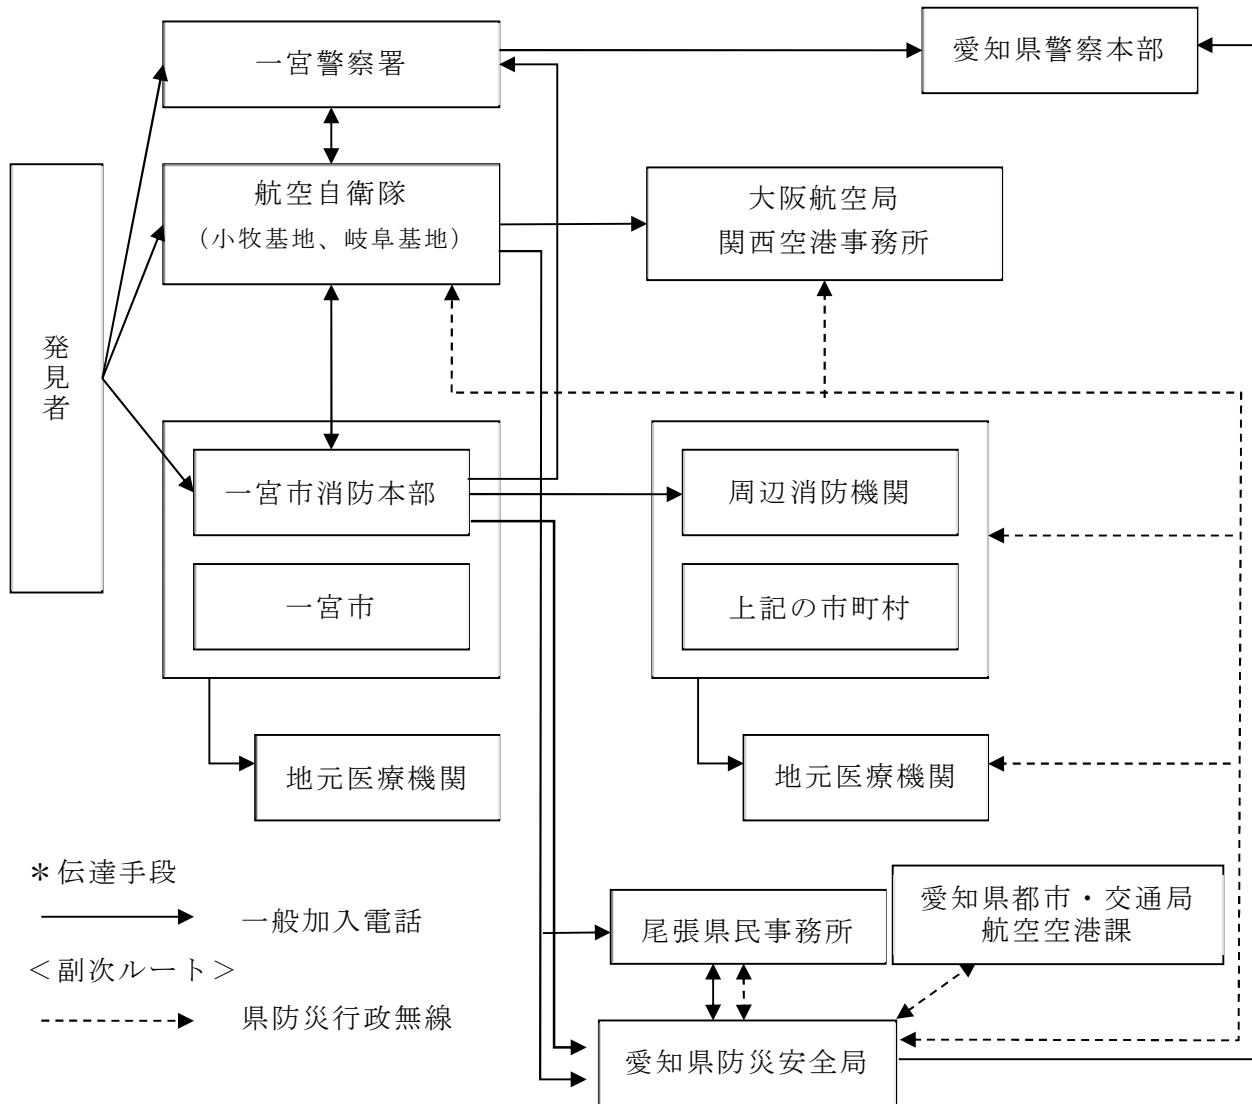 一宮警察署
愛知県警察本部
航空自衛隊
（小牧基地、岐阜基地）
大阪航空局
関西空港事務所
発見者
一宮市消防本部
周辺消防機関
一宮市
上記の市町村
地元医療機関
地元医療機関
＊伝達手段
一般加入電話
＜副次ルート＞
県防災行政無線
尾張県民事務所
愛知県都市・交通局
航空空港課
愛知県防災安全局